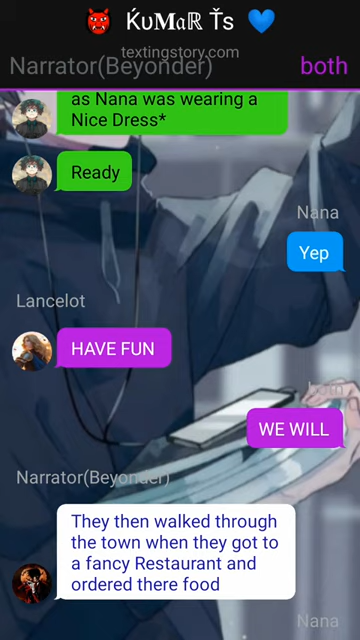 👹 ƘυᎷαℝ Ťs 💙
textingstory.com
Narrator(Beyonder)
both
as Nana was wearing a
Nice Dress*
Ready
Nana
Yep
Lancelot
HAVE FUN
both
WE WILL
Narrator(Beyonder)
They then walked through
the town when they got to
a fancy Restaurant and
ordered there food
Nana